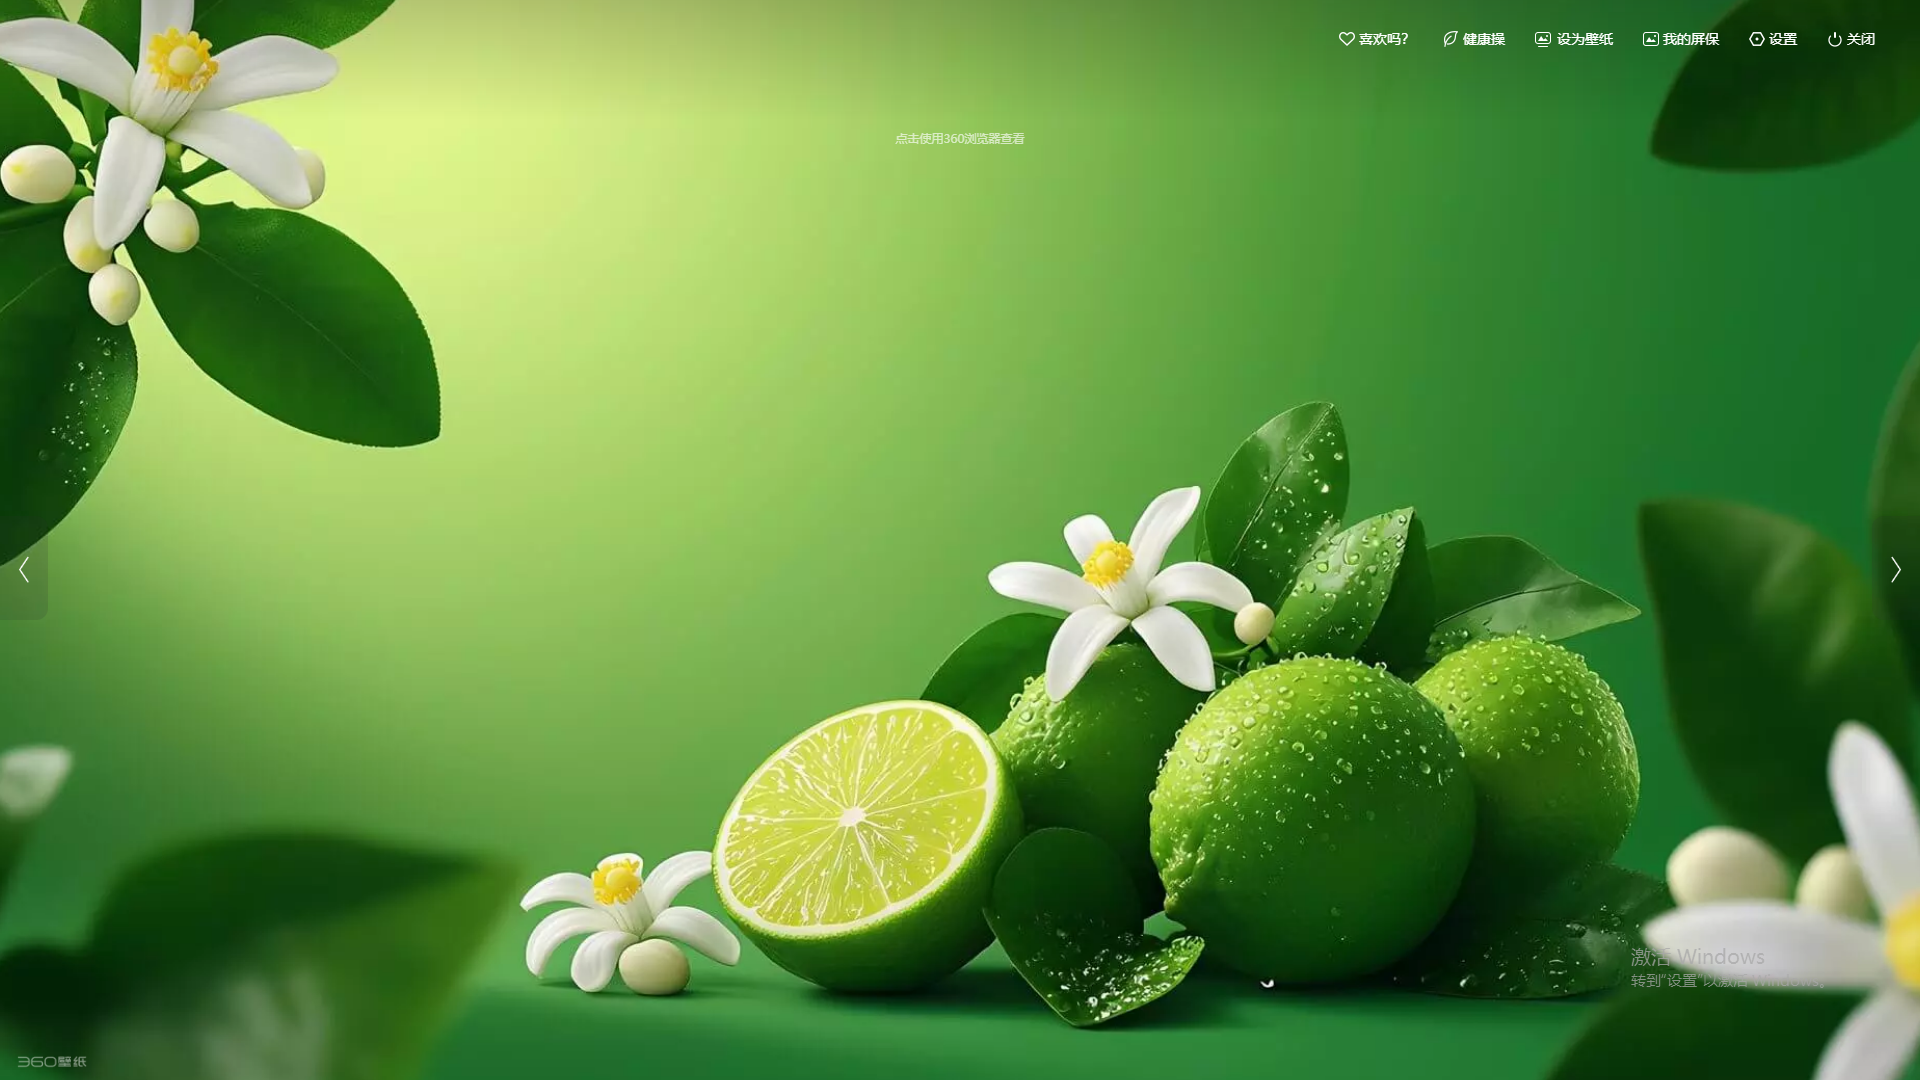 喜欢吗?
健康操
设为壁纸
我的屏保
设置
关闭
点击使用360浏览器查看
激活 Windows
转到"设置"以激活 Windows。
360壁纸